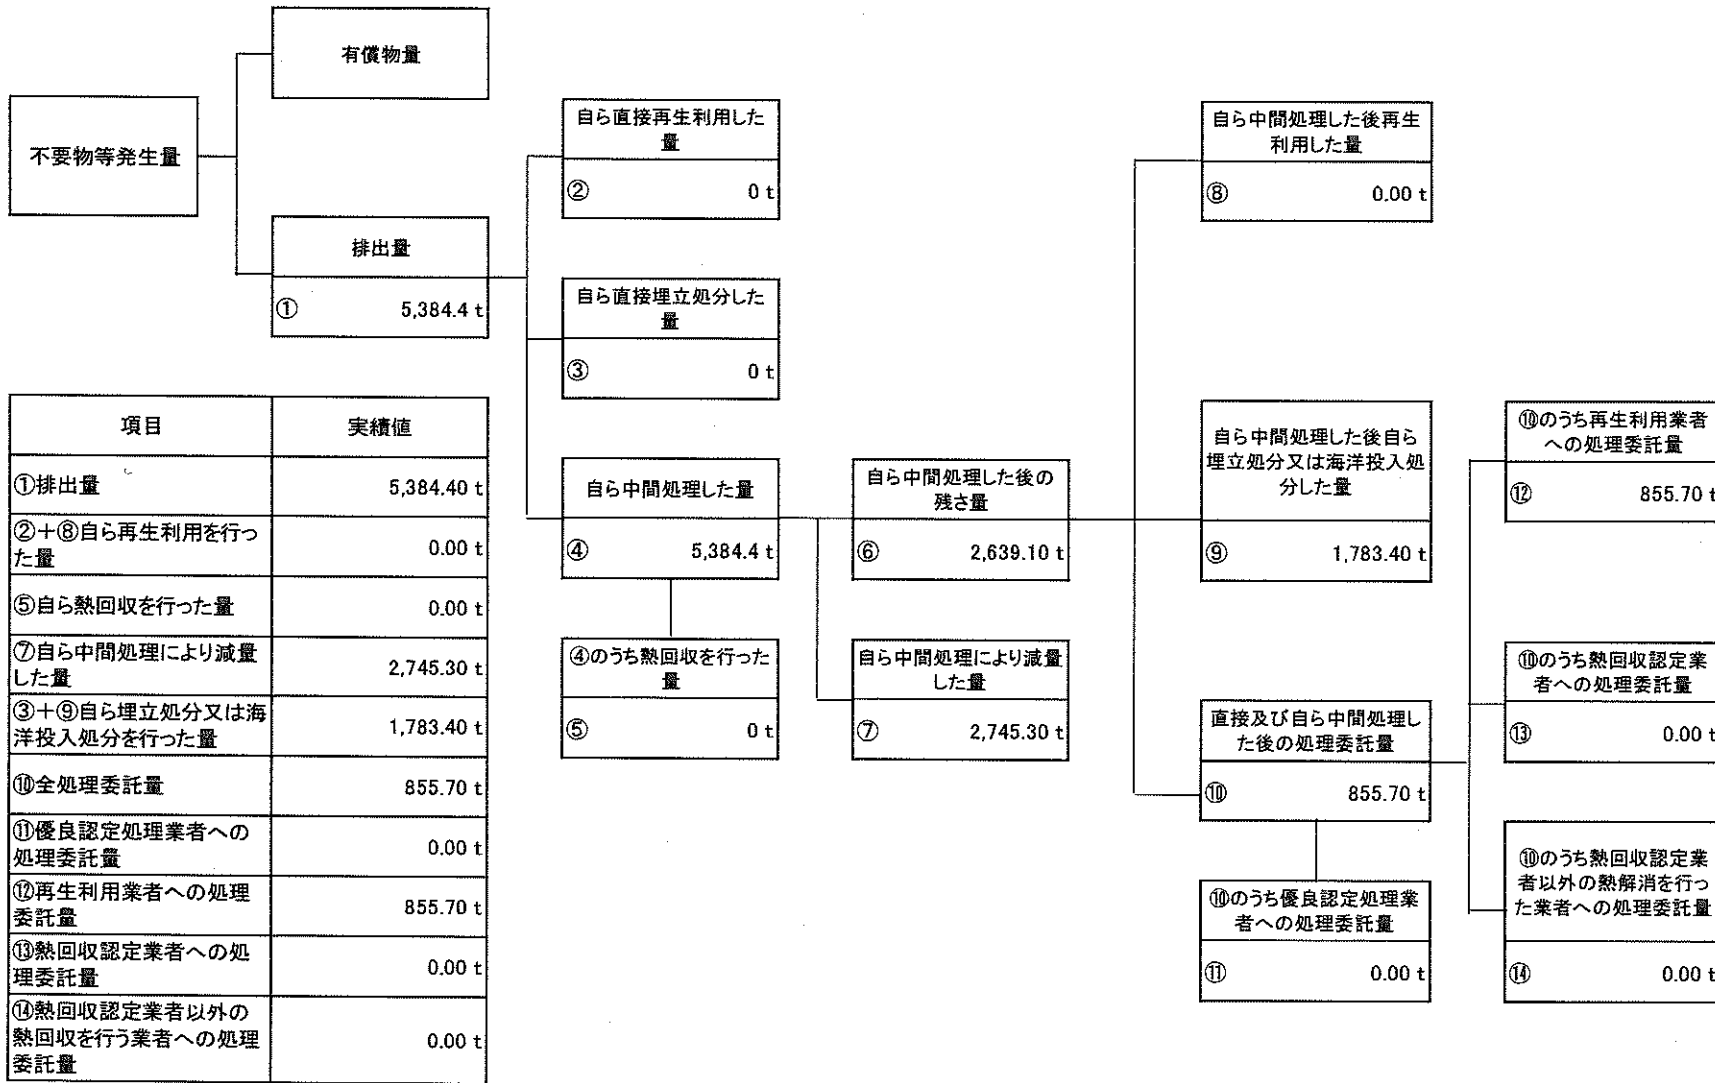 有償物量
不要物等発生量
排出量
① 5,384.4 t
自ら直接再生利用した
量
② 0 t
自ら直接埋立処分した
量
③ 0 t
自ら中間処理した量
④ 5,384.4 t
④のうち熱回収を行った
量
⑤ 0 t
自ら中間処理した後の
残さ量
⑥ 2,639.10 t
自ら中間処理により減量
した量
⑦ 2,745.30 t
自ら中間処理した後再生
利用した量
⑧ 0.00 t
自ら中間処理した後自ら
埋立処分又は海洋投入処
分した量
⑨ 1,783.40 t
直接及び自ら中間処理し
た後の処理委託量
⑩ 855.70 t
⑩のうち優良認定処理業
者への処理委託量
⑪ 0.00 t
⑩のうち再生利用業者
への処理委託量
⑫ 855.70 t
⑩のうち熱回収認定業
者への処理委託量
⑬ 0.00 t
⑩のうち熱回収認定業
者以外の熱解消を行っ
た業者への処理委託量
⑭ 0.00 t
項目 実績値
①排出量 5,384.40 t
②＋⑧自ら再生利用を行っ
た量 0.00 t
⑤自ら熱回収を行った量 0.00 t
⑦自ら中間処理により減量
した量 2,745.30 t
③＋⑨自ら埋立処分又は海
洋投入処分を行った量 1,783.40 t
⑩全処理委託量 855.70 t
⑪優良認定処理業者への
処理委託量 0.00 t
⑫再生利用業者への処理
委託量 855.70 t
⑬熱回収認定業者への処
理委託量 0.00 t
⑭熱回収認定業者以外の
熱回収を行う業者への処理
委託量 0.00 t